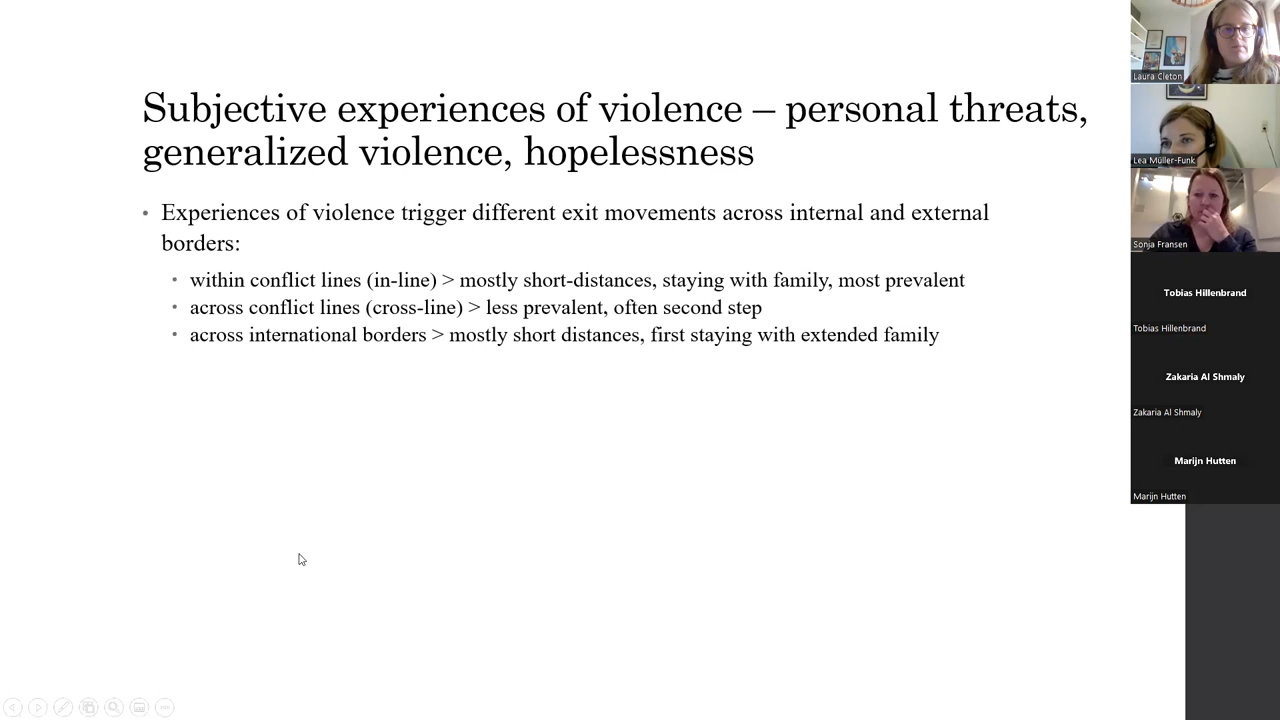 Subjective experiences of violence – personal threats,
generalized violence, hopelessness
• Experiences of violence trigger different exit movements across internal and external
borders:
• within conflict lines (in-line) > mostly short-distances, staying with family, most prevalent
• across conflict lines (cross-line) > less prevalent, often second step
• across international borders > mostly short distances, first staying with extended family
Laura Cleton
Lea Müller-Funk
Sonja Fransen
Tobias Hillenbrand
Tobias Hillenbrand
Zakaria Al Shmaly
Zakaria Al Shmaly
Marijn Hutten
Marijn Hutten